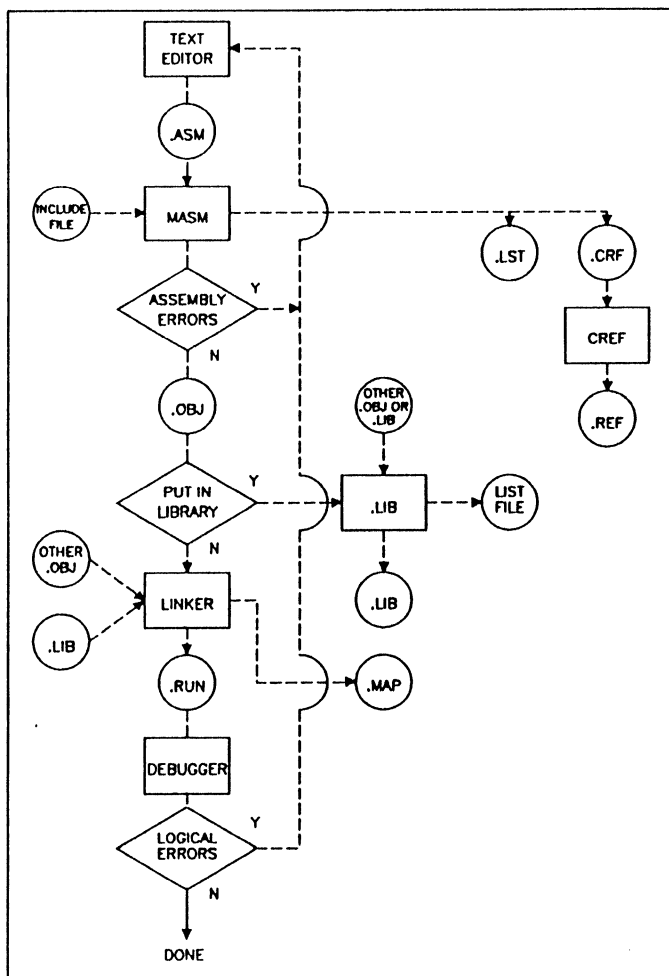 TEXT
EDITOR
.ASM
INCLUDE
FILE
MASM
.LST
.CRF
ASSEMBLY
ERRORS
Y
N
CREF
.OBJ
OTHER
.OBJ OR
.LIB
.REF
PUT IN
LIBRARY
Y
N
.LIB
LIST
FILE
OTHER
.OBJ
LINKER
.LIB
.LIB
.RUN
.MAP
DEBUGGER
LOGICAL
ERRORS
Y
N
DONE